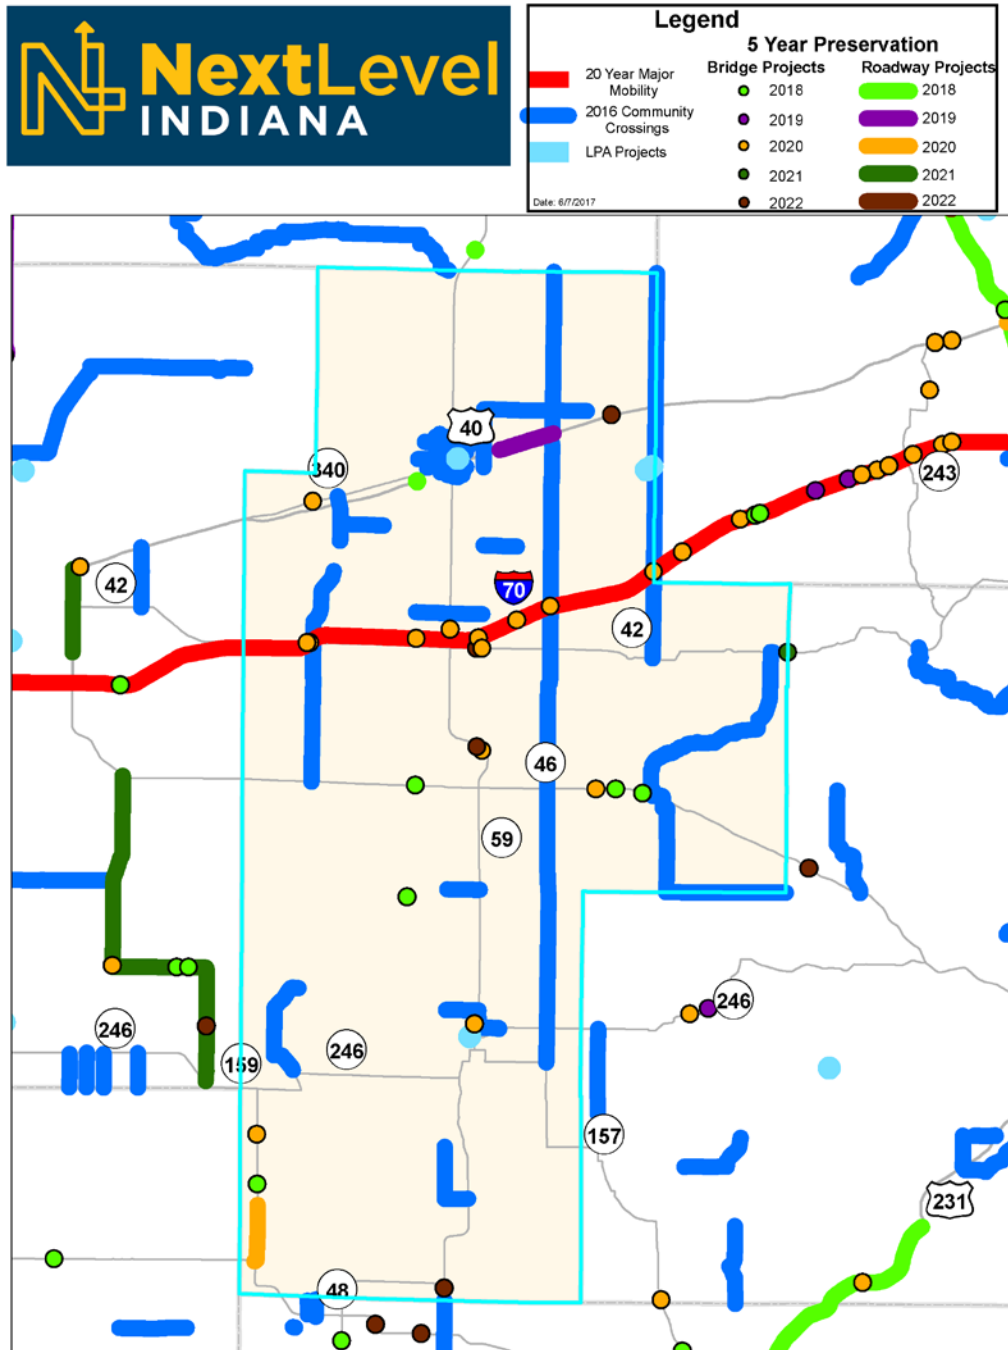 NextLevel
INDIANA
Legend
5 Year Preservation
Bridge Projects
Roadway Projects
20 Year Major
Mobility
2016 Community
Crossings
LPA Projects
2018
2019
2020
2021
2022
2018
2019
2020
2021
2022
Date: 6/7/2017
40
340
243
42
70
42
46
59
246
246
246
159
157
231
48